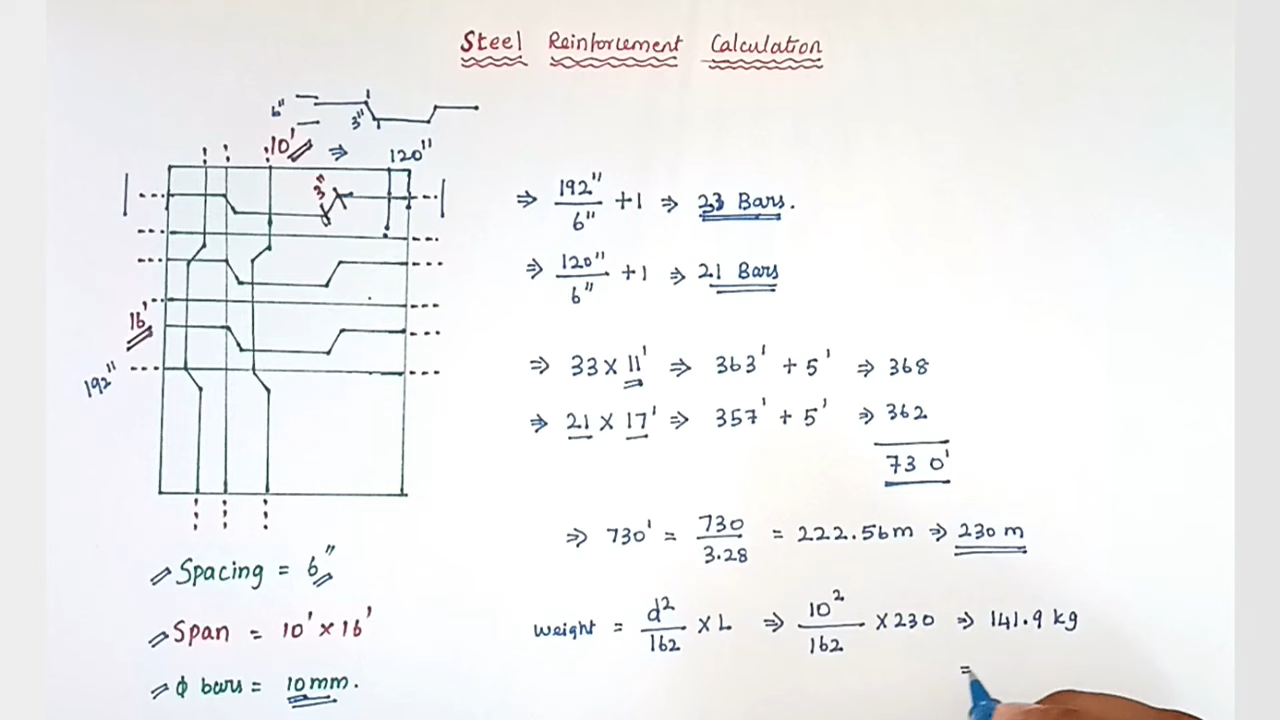 Steel Reinforcement Calculation
6"
3"
10' ⇒ 120"
3"
16'
192"
⇒ 192"/6" + 1 ⇒ 23 Bars.
⇒ 120"/6" + 1 ⇒ 21 Bars
⇒ 33 × 11' ⇒ 363' + 5' ⇒ 368
⇒ 21 × 17' ⇒ 357' + 5' ⇒ 362
730'
⇒ 730' = 730/3.28 = 222.56m ⇒ 230 m
Weight = d²/162 × L ⇒ 10²/162 × 230 ⇒ 141.9 kg
=
⇒ Spacing = 6"
⇒ Span = 10' × 16'
⇒ ϕ bars = 10mm.